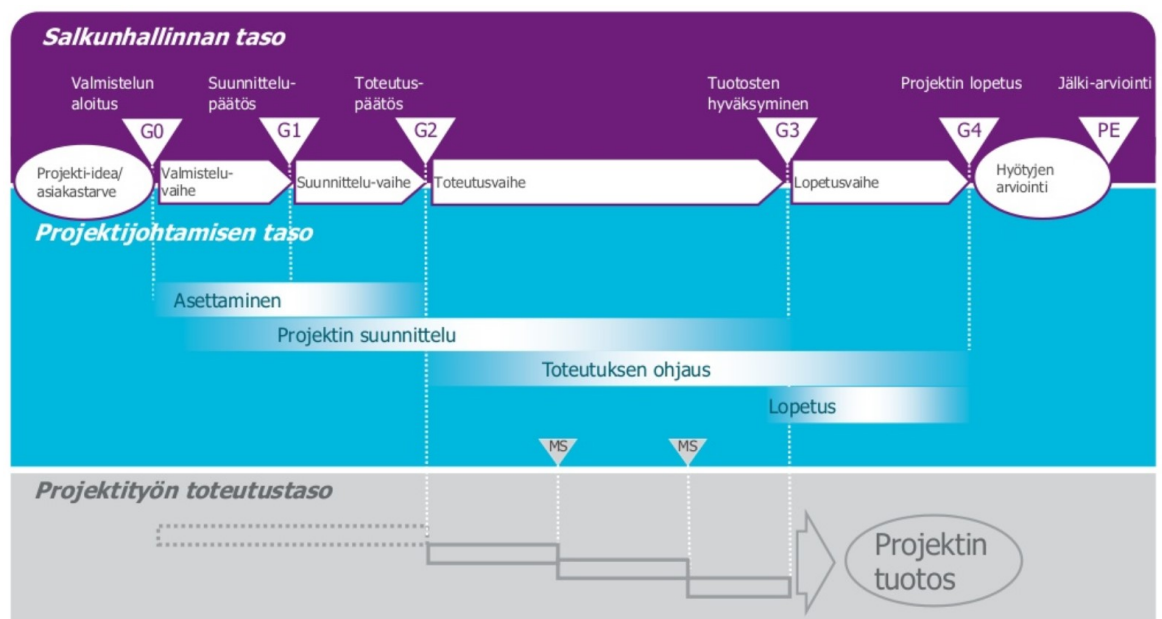 Salkunhallinnan taso
Valmistelun
aloitus
Suunnittelu-
päätös
Toteutus-
päätös
Tuotosten
hyväksyminen
Projektin lopetus
Jälki-arviointi
G0
G1
G2
G3
G4
PE
Projekti-idea/
asiakastarve
Valmistelu-
vaihe
Suunnittelu-vaihe
Toteutusvaihe
Lopetusvaihe
Hyötyjen
arviointi
Projektijohtamisen taso
Asettaminen
Projektin suunnittelu
Toteutuksen ohjaus
Lopetus
MS
MS
Projektityön toteutustaso
Projektin
tuotos